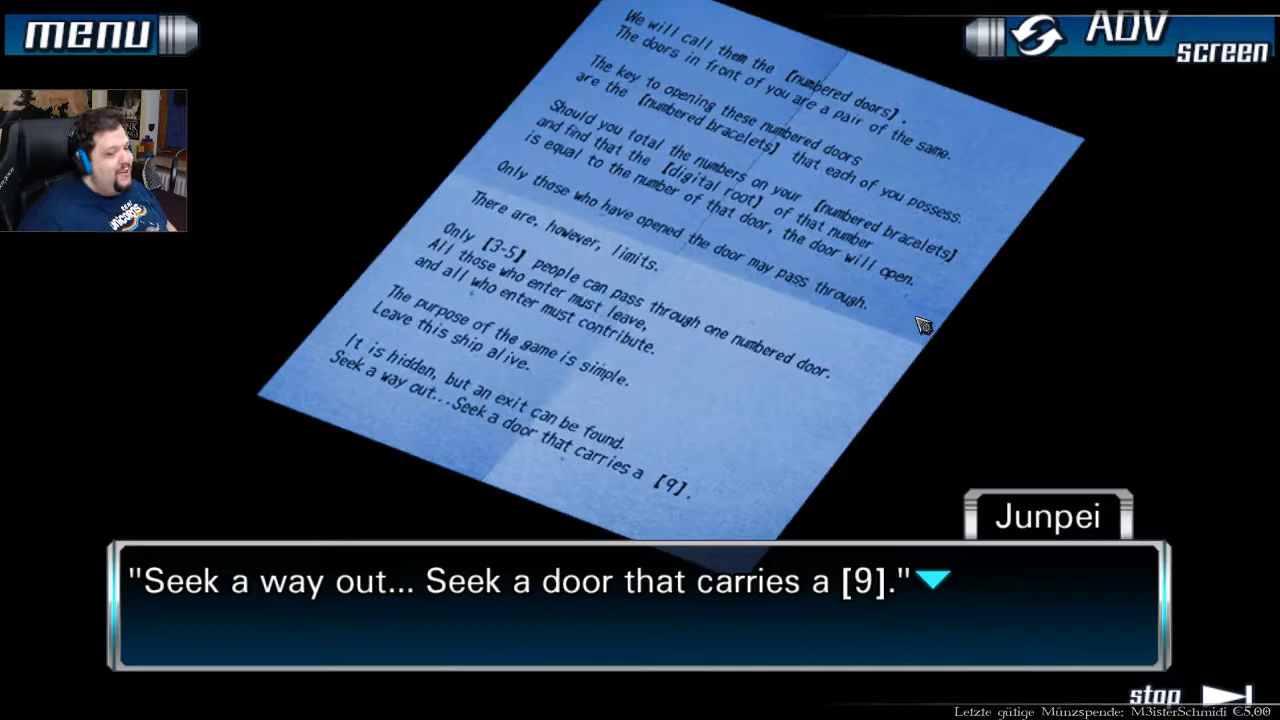 menu
ADV
screen
We will call them the [numbered doors].
The doors in front of you are a pair of the same.
The key to opening these numbered doors
are the [numbered bracelets] that each of you possess.
Should you total the numbers on your [numbered bracelets]
and find that the [digital root] of that number
is equal to the number of that door, the door will open.
Only those who have opened the door may pass through.
There are, however, limits.
Only [3-5] people can pass through one numbered door.
All those who enter must leave,
and all who enter must contribute.
The purpose of the game is simple.
Leave this ship alive.
It is hidden, but an exit can be found.
Seek a way out...Seek a door that carries a [9].
Junpei
"Seek a way out... Seek a door that carries a [9]."
stop
Letzte gütige Münzspende: M3isterSchmidi €5,00